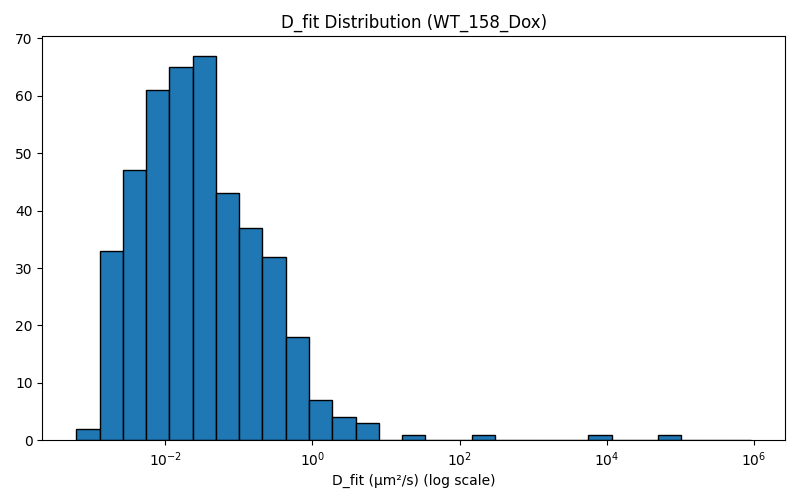 D_fit Distribution (WT_158_Dox)
70
60
50
40
30
20
10
0
10⁻² 10⁰ 10² 10⁴ 10⁶
D_fit (μm²/s) (log scale)